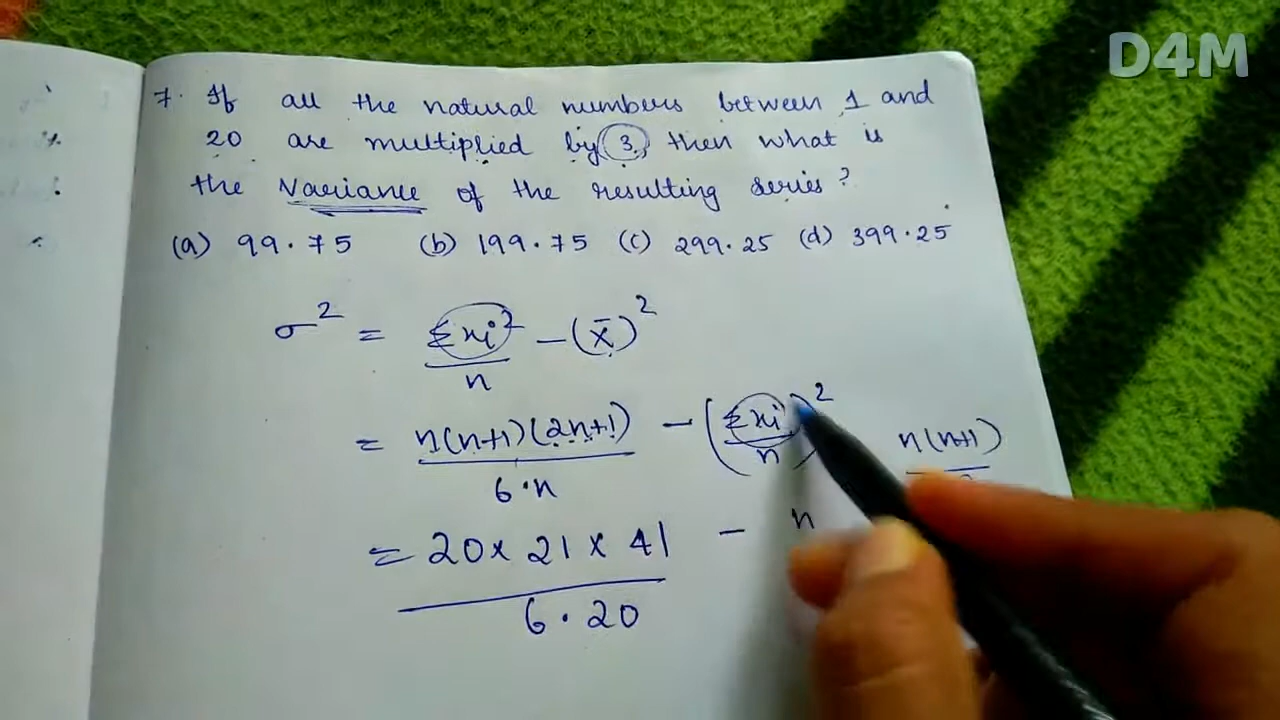 D4M
7. If all the natural numbers between 1 and
20 are multiplied by 3, then what is
the Variance of the resulting series?
(a) 99.75 (b) 199.75 (c) 299.25 (d) 399.25
σ² = Σxi²/n - (x̄)²
= n(n+1)(2n+1)/6.n - (Σxi/n)² n(n+1)
= 20 × 21 × 41/6.20 - n